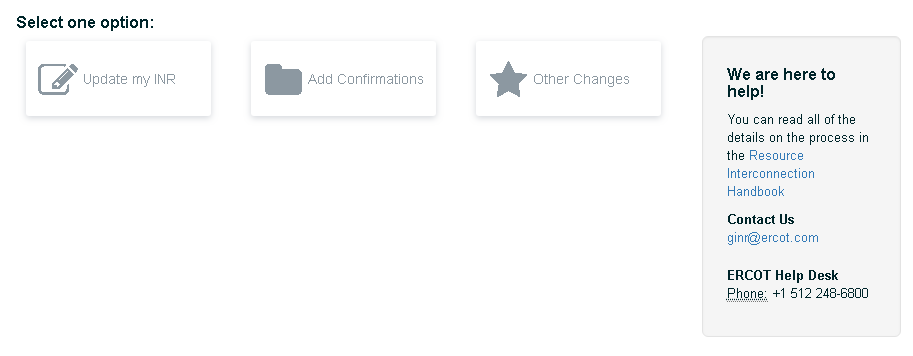 Select one option:
Update my INR
Add Confirmations
Other Changes
We are here to
help!
You can read all of the
details on the process in
the Resource
Interconnection
Handbook
Contact Us
ginr@ercot.com
ERCOT Help Desk
Phone: +1 512 248-6800